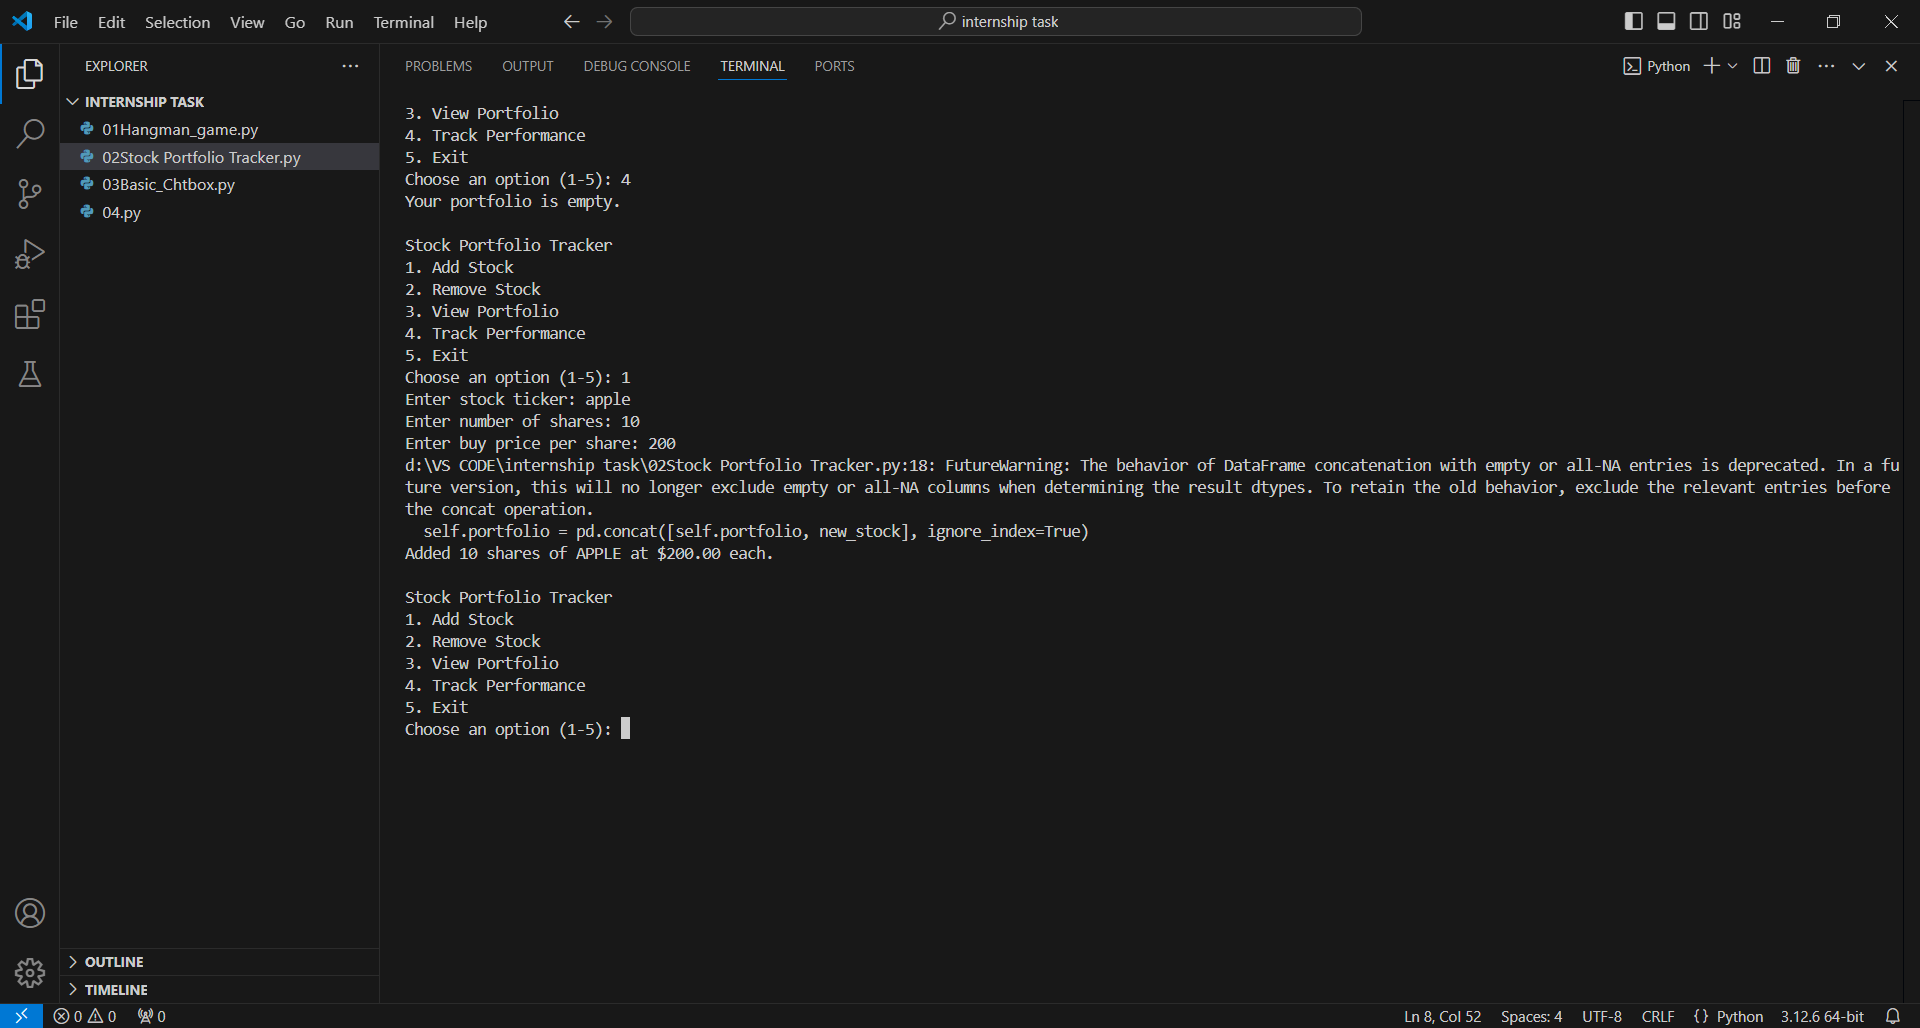 File Edit Selection View Go Run Terminal Help
internship task
EXPLORER
INTERNSHIP TASK
01Hangman_game.py
02Stock Portfolio Tracker.py
03Basic_Chtbox.py
04.py
OUTLINE
TIMELINE
PROBLEMS OUTPUT DEBUG CONSOLE TERMINAL PORTS
Python
3. View Portfolio
4. Track Performance
5. Exit
Choose an option (1-5): 4
Your portfolio is empty.
Stock Portfolio Tracker
1. Add Stock
2. Remove Stock
3. View Portfolio
4. Track Performance
5. Exit
Choose an option (1-5): 1
Enter stock ticker: apple
Enter number of shares: 10
Enter buy price per share: 200
d:\VS CODE\internship task\02Stock Portfolio Tracker.py:18: FutureWarning: The behavior of DataFrame concatenation with empty or all-NA entries is deprecated. In a fu
ture version, this will no longer exclude empty or all-NA columns when determining the result dtypes. To retain the old behavior, exclude the relevant entries before
the concat operation.
self.portfolio = pd.concat([self.portfolio, new_stock], ignore_index=True)
Added 10 shares of APPLE at $200.00 each.
Stock Portfolio Tracker
1. Add Stock
2. Remove Stock
3. View Portfolio
4. Track Performance
5. Exit
Choose an option (1-5):
0 0 0
Ln 8, Col 52 Spaces: 4 UTF-8 CRLF {} Python 3.12.6 64-bit